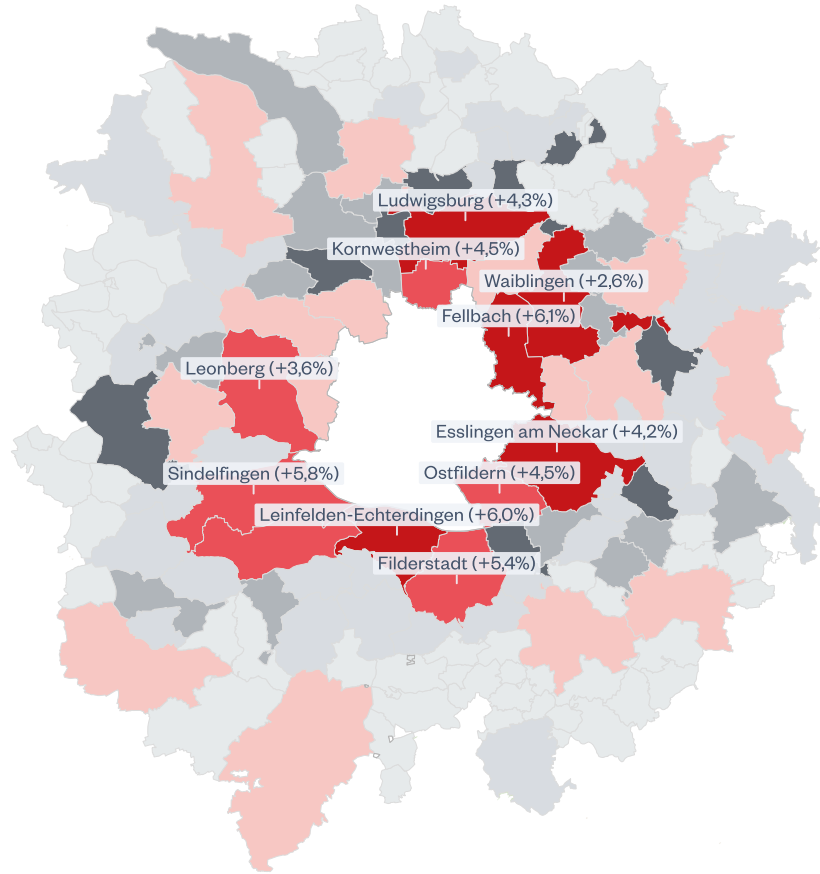 Ludwigsburg (+4,3%)
Kornwestheim (+4,5%)
Waiblingen (+2,6%)
Fellbach (+6,1%)
Leonberg (+3,6%)
Esslingen am Neckar (+4,2%)
Sindelfingen (+5,8%)
Ostfildern (+4,5%)
Leinfelden-Echterdingen (+6,0%)
Filderstadt (+5,4%)